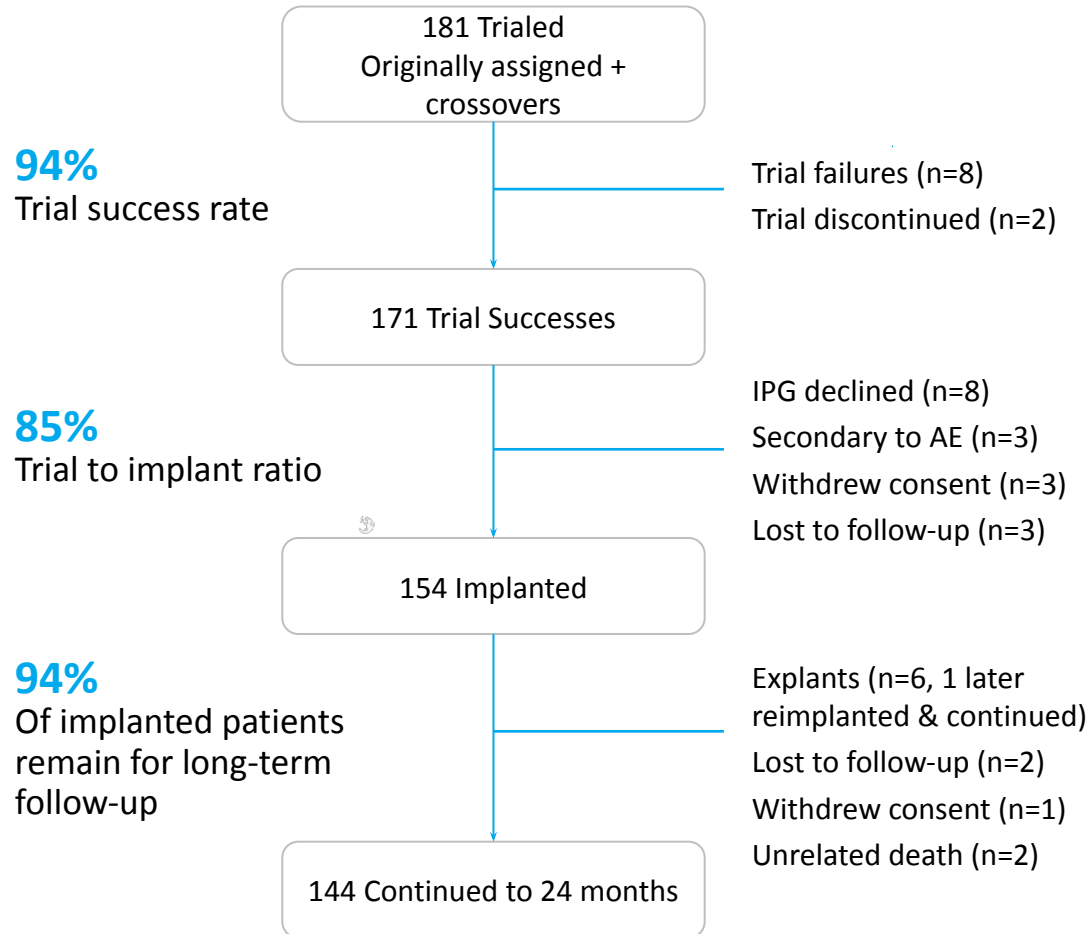 181 Trialed
Originally assigned +
crossovers
94%
Trial success rate
Trial failures (n=8)
Trial discontinued (n=2)
171 Trial Successes
85%
Trial to implant ratio
IPG declined (n=8)
Secondary to AE (n=3)
Withdrew consent (n=3)
Lost to follow-up (n=3)
154 Implanted
94%
Of implanted patients
remain for long-term
follow-up
Explants (n=6, 1 later
reimplanted & continued)
Lost to follow-up (n=2)
Withdrew consent (n=1)
Unrelated death (n=2)
144 Continued to 24 months